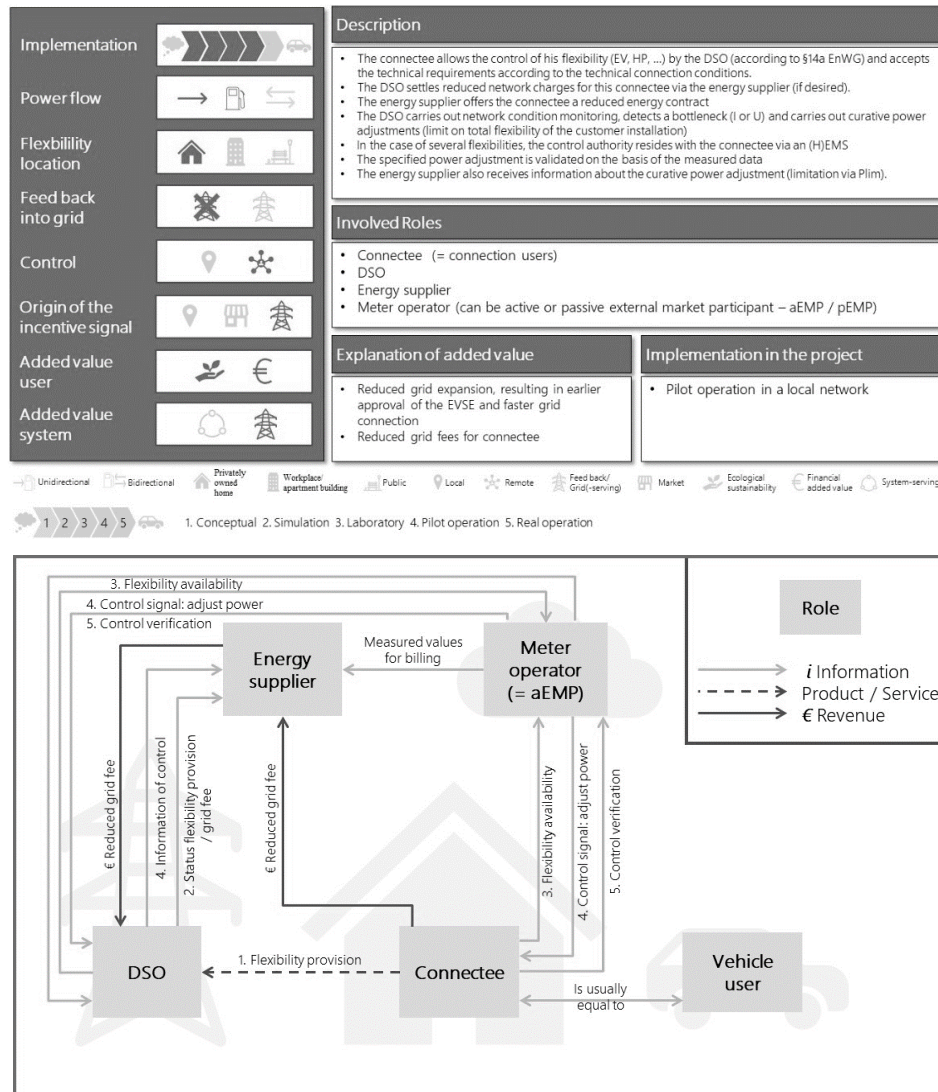 Implementation
Power flow
Flexbililty
location
Feed back
into grid
Control
Origin of the
incentive signal
Added value
user
€
Added value
system
Description
• The connectee allows the control of his flexibility (EV, HP, ...) by the DSO (according to §14a EnWG) and accepts
the technical requirements according to the technical connection conditions.
• The DSO settles reduced network charges for this connectee via the energy supplier (if desired).
• The energy supplier offers the connectee a reduced energy contract
• The DSO carries out network condition monitoring, detects a bottleneck (I or U) and carries out curative power
adjustments (limit on total flexibility of the customer installation)
• In the case of several flexibilities, the control authority resides with the connectee via an (H)EMS
• The specified power adjustment is validated on the basis of the measured data
• The energy supplier also receives information about the curative power adjustment (limitation via Plim).
Involved Roles
• Connectee (= connection users)
• DSO
• Energy supplier
• Meter operator (can be active or passive external market participant – aEMP / pEMP)
Explanation of added value
• Reduced grid expansion, resulting in earlier
approval of the EVSE and faster grid
connection
• Reduced grid fees for connectee
Implementation in the project
• Pilot operation in a local network
Unidirectional
Bidirectional
Privately
owned
home
Workplace/
apartment building
Public
Local
Remote
Feed back/
Grid(-serving)
Market
Ecological
sustainability
€ Financial
added value
System-serving
1 2 3 4 5
1. Conceptual 2. Simulation 3. Laboratory 4. Pilot operation 5. Real operation
3. Flexibility availability
4. Control signal: adjust power
5. Control verification
Energy
supplier
Measured values
for billing
Meter
operator
(= aEMP)
Role
i Information
Product / Service
€ Revenue
€ Reduced grid fee
4. Information of control
2. Status flexibility provision
/ grid fee
€ Reduced grid fee
3. Flexibility availability
4. Control signal: adjust power
5. Control verification
DSO
1. Flexibility provision
Connectee
Is usually
equal to
Vehicle
user